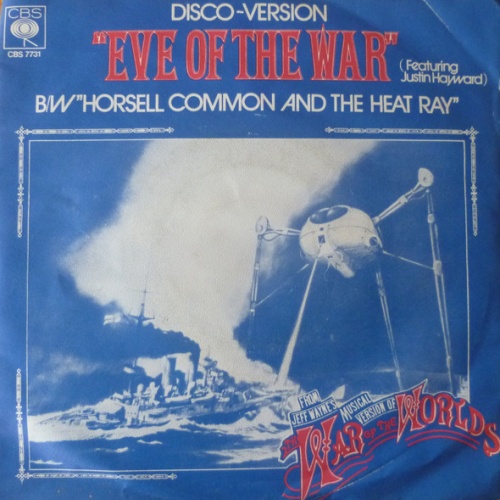 DISCO-VERSION
CBS
CBS 7731
"EVE OF THE WAR"
(Featuring
Justin Hayward)
B/W "HORSELL COMMON AND THE HEAT RAY"
FROM
JEFF WAYNE'S
MUSICAL
VERSION OF
THE
WAR OF THE WORLDS